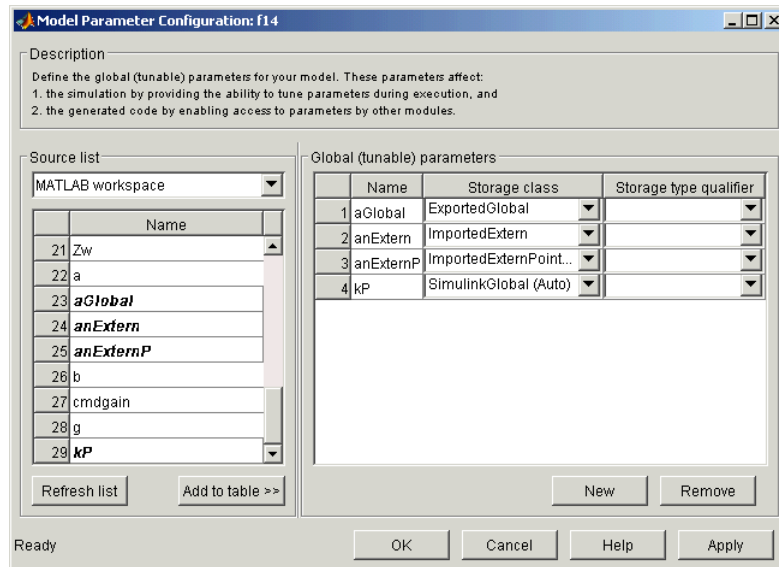 Model Parameter Configuration: f14
Description
Define the global (tunable) parameters for your model. These parameters affect:
1. the simulation by providing the ability to tune parameters during execution, and
2. the generated code by enabling access to parameters by other modules.
Source list
MATLAB workspace
Name
21 Zw
22 a
23 aGlobal
24 anExtern
25 anExternP
26 b
27 cmdgain
28 g
29 kP
Refresh list Add to table >>
Global (tunable) parameters
Name Storage class Storage type qualifier
1 aGlobal ExportedGlobal
2 anExtern ImportedExtern
3 anExternP ImportedExternPoint...
4 kP SimulinkGlobal (Auto)
New Remove
Ready OK Cancel Help Apply